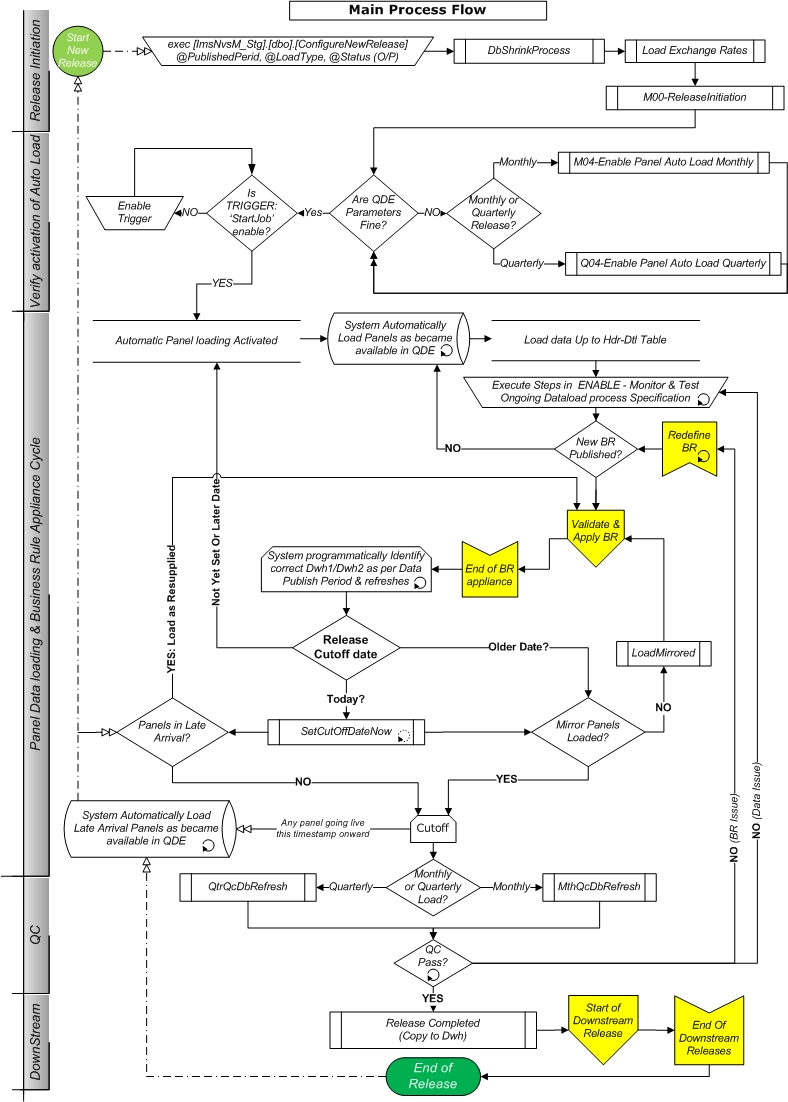 Main Process Flow
Release Initiation
Start
New
Release
exec [ImsNvsM_Stg].[dbo].[ConfigureNewRelease]
@PublishedPerid, @LoadType, @Status (O/P)
DbShrinkProcess
Load Exchange Rates
M00-ReleaseInitiation
Verify activation of Auto Load
Enable
Trigger
NO
Is
TRIGGER:
‘StartJob’
enable?
Yes
Are QDE
Parameters
Fine?
NO
Monthly or
Quarterly
Release?
Monthly
M04-Enable Panel Auto Load Monthly
Quarterly
Q04-Enable Panel Auto Load Quarterly
YES
Panel Data loading & Business Rule Appliance Cycle
Automatic Panel loading Activated
System Automatically
Load Panels as became
available in QDE
Load data Up to Hdr-Dtl Table
Execute Steps in ENABLE - Monitor & Test
Ongoing Dataload process Specification
NO
New BR
Published?
Redefine
BR
Not Yet Set Or Later Date
YES: Load as Resupplied
Validate &
Apply BR
System programmatically Identify
correct Dwh1/Dwh2 as per Data
Publish Period & refreshes
End of BR
appliance
Release
Cutoff date
Older Date?
LoadMirrored
Today?
NO
Panels in Late
Arrival?
SetCutOffDateNow
Mirror Panels
Loaded?
NO
YES
System Automatically Load
Late Arrival Panels as became
available in QDE
Any panel going live
this timestamp onward
Cutoff
NO (BR Issue)
NO (Data Issue)
QC
QtrQcDbRefresh
Quarterly
Monthly
or Quarterly
Load?
Monthly
MthQcDbRefresh
QC
Pass?
YES
DownStream
Release Completed
(Copy to Dwh)
Start of
Downstream
Release
End Of
Downstream
Releases
End of
Release